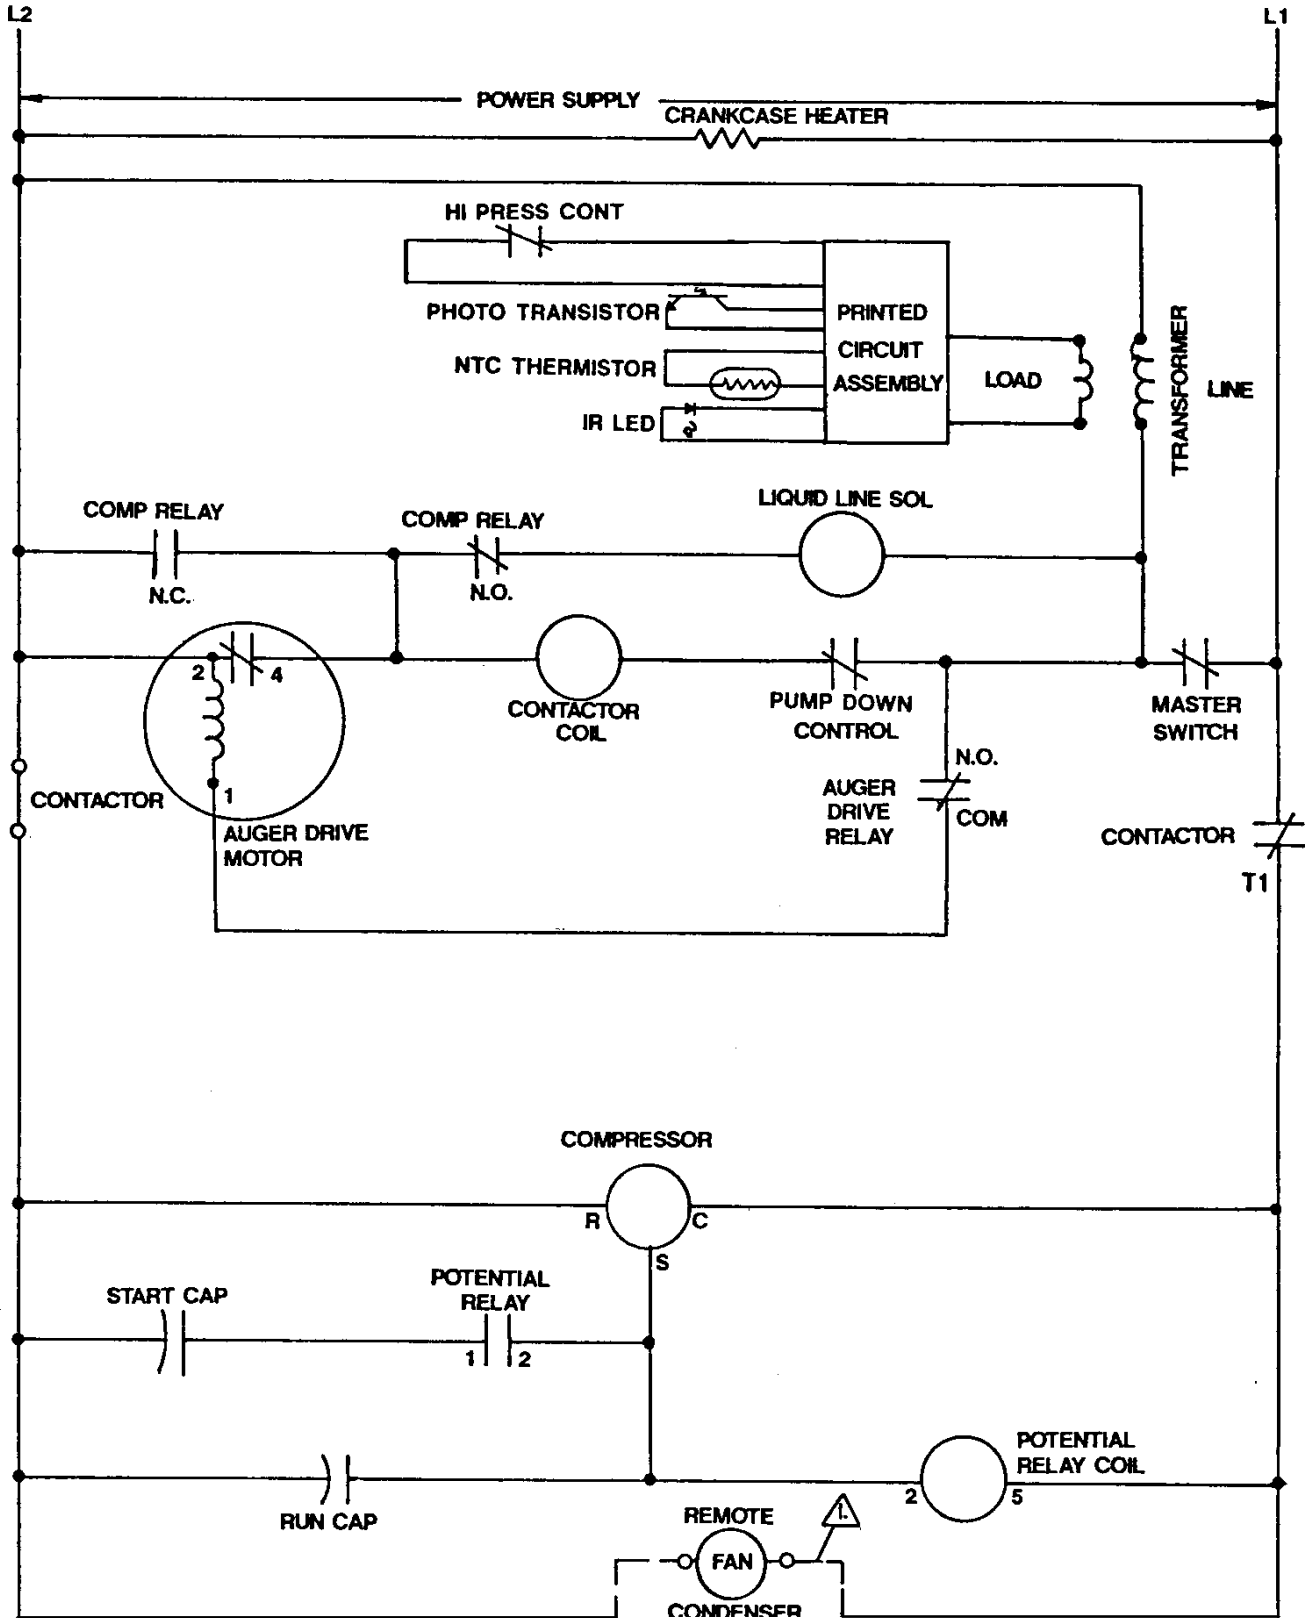 L2
L1
POWER SUPPLY
CRANKCASE HEATER
HI PRESS CONT
PHOTO TRANSISTOR
NTC THERMISTOR
IR LED
PRINTED
CIRCUIT
ASSEMBLY
LOAD
TRANSFORMER
LINE
COMP RELAY
N.C.
COMP RELAY
N.O.
LIQUID LINE SOL
2
4
1
AUGER DRIVE
MOTOR
CONTACTOR
CONTACTOR
COIL
PUMP DOWN
CONTROL
MASTER
SWITCH
N.O.
AUGER
DRIVE
RELAY
COM
CONTACTOR
T1
COMPRESSOR
R
C
S
START CAP
POTENTIAL
RELAY
1
2
RUN CAP
POTENTIAL
RELAY COIL
2
5
REMOTE
1.
FAN
CONDENSER